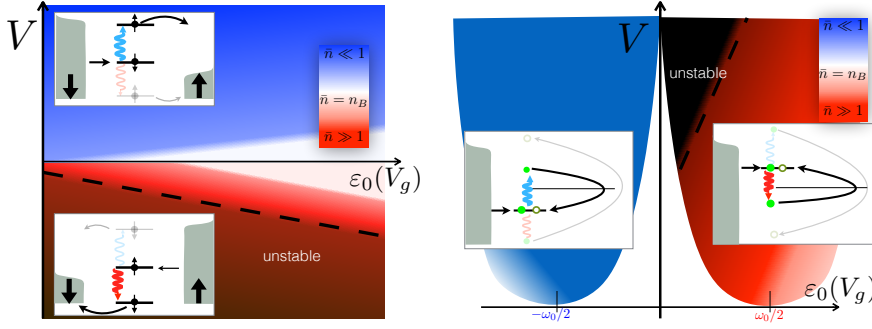 V
n̄ ≪ 1
n̄ = n_B
n̄ ≫ 1
ε₀(V_g)
unstable
V
unstable
n̄ ≪ 1
n̄ = n_B
n̄ ≫ 1
−ω₀/2
ω₀/2
ε₀(V_g)